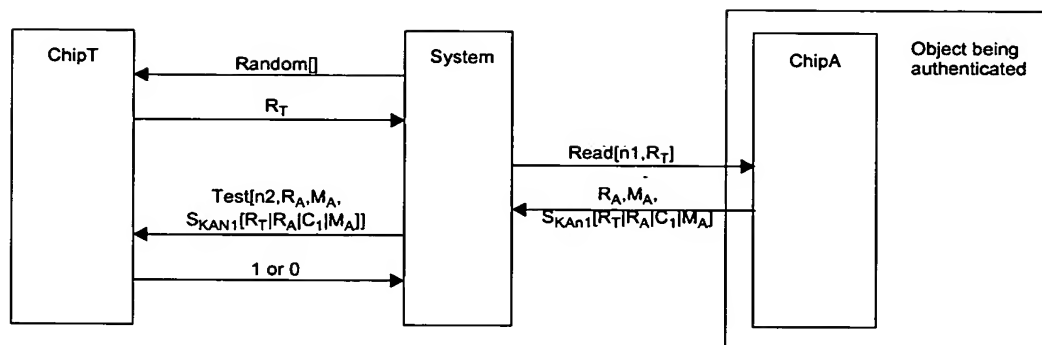 ChipT
System
ChipA
Object being
authenticated
Random[]
R_T
Read[n1,R_T]
R_A,M_A,
S_KAn1[R_T|R_A|C_1|M_A]
Test[n2,R_A,M_A,
S_KAN1[R_T|R_A|C_1|M_A]]
1 or 0